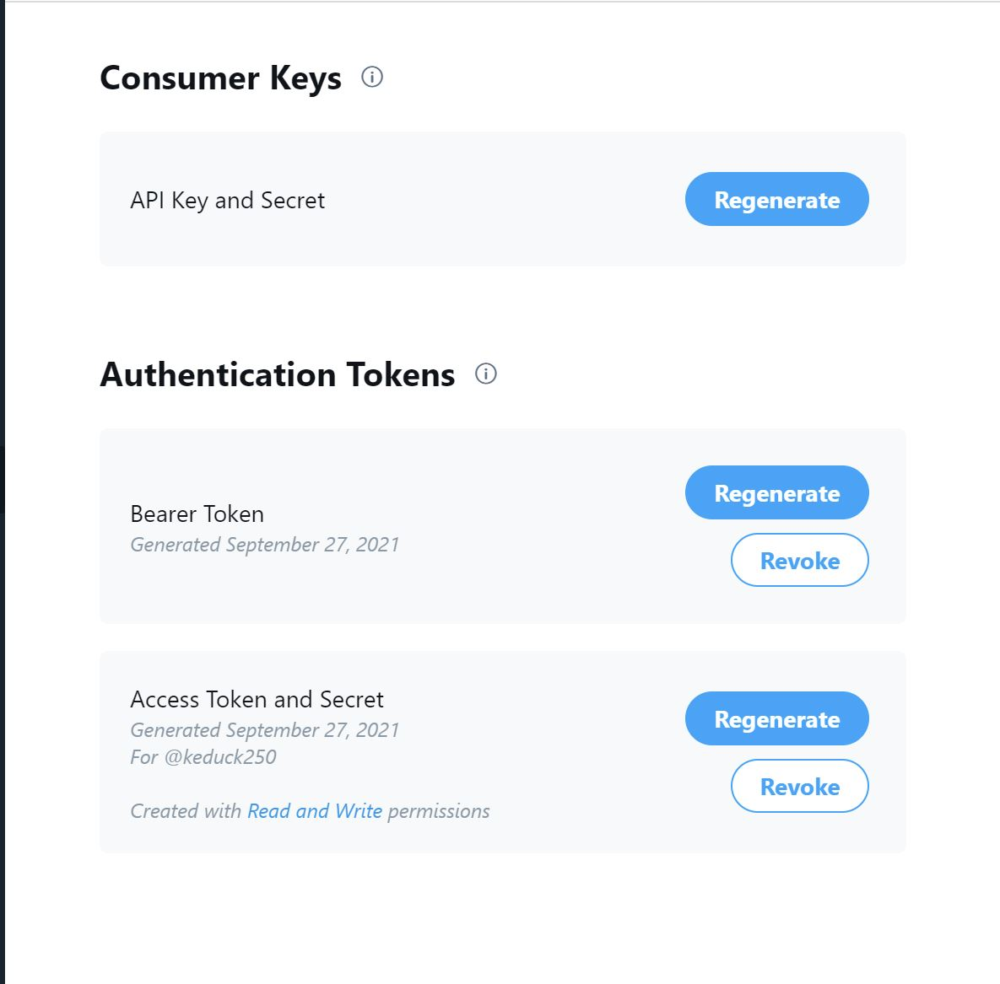 Consumer Keys
API Key and Secret
Regenerate
Authentication Tokens
Bearer Token
Generated September 27, 2021
Regenerate
Revoke
Access Token and Secret
Generated September 27, 2021
For @keduck250
Created with Read and Write permissions
Regenerate
Revoke